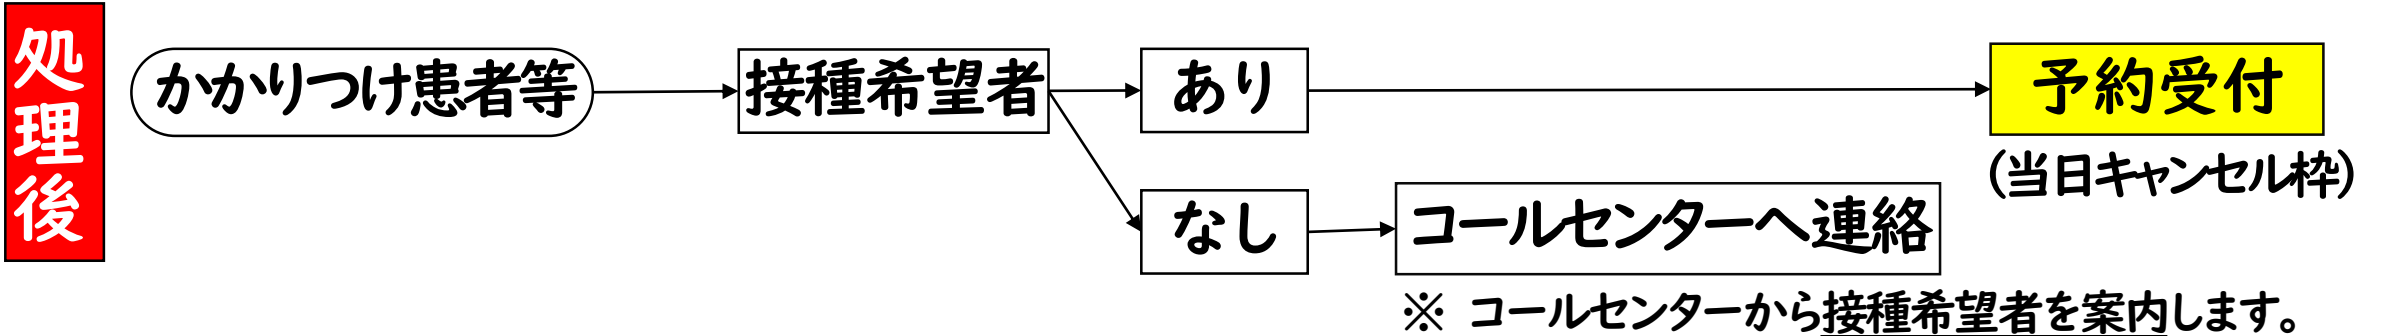 処理後
かかりつけ患者等
接種希望者
あり
予約受付
(当日キャンセル枠)
なし
コールセンターへ連絡
※ コールセンターから接種希望者を案内します。